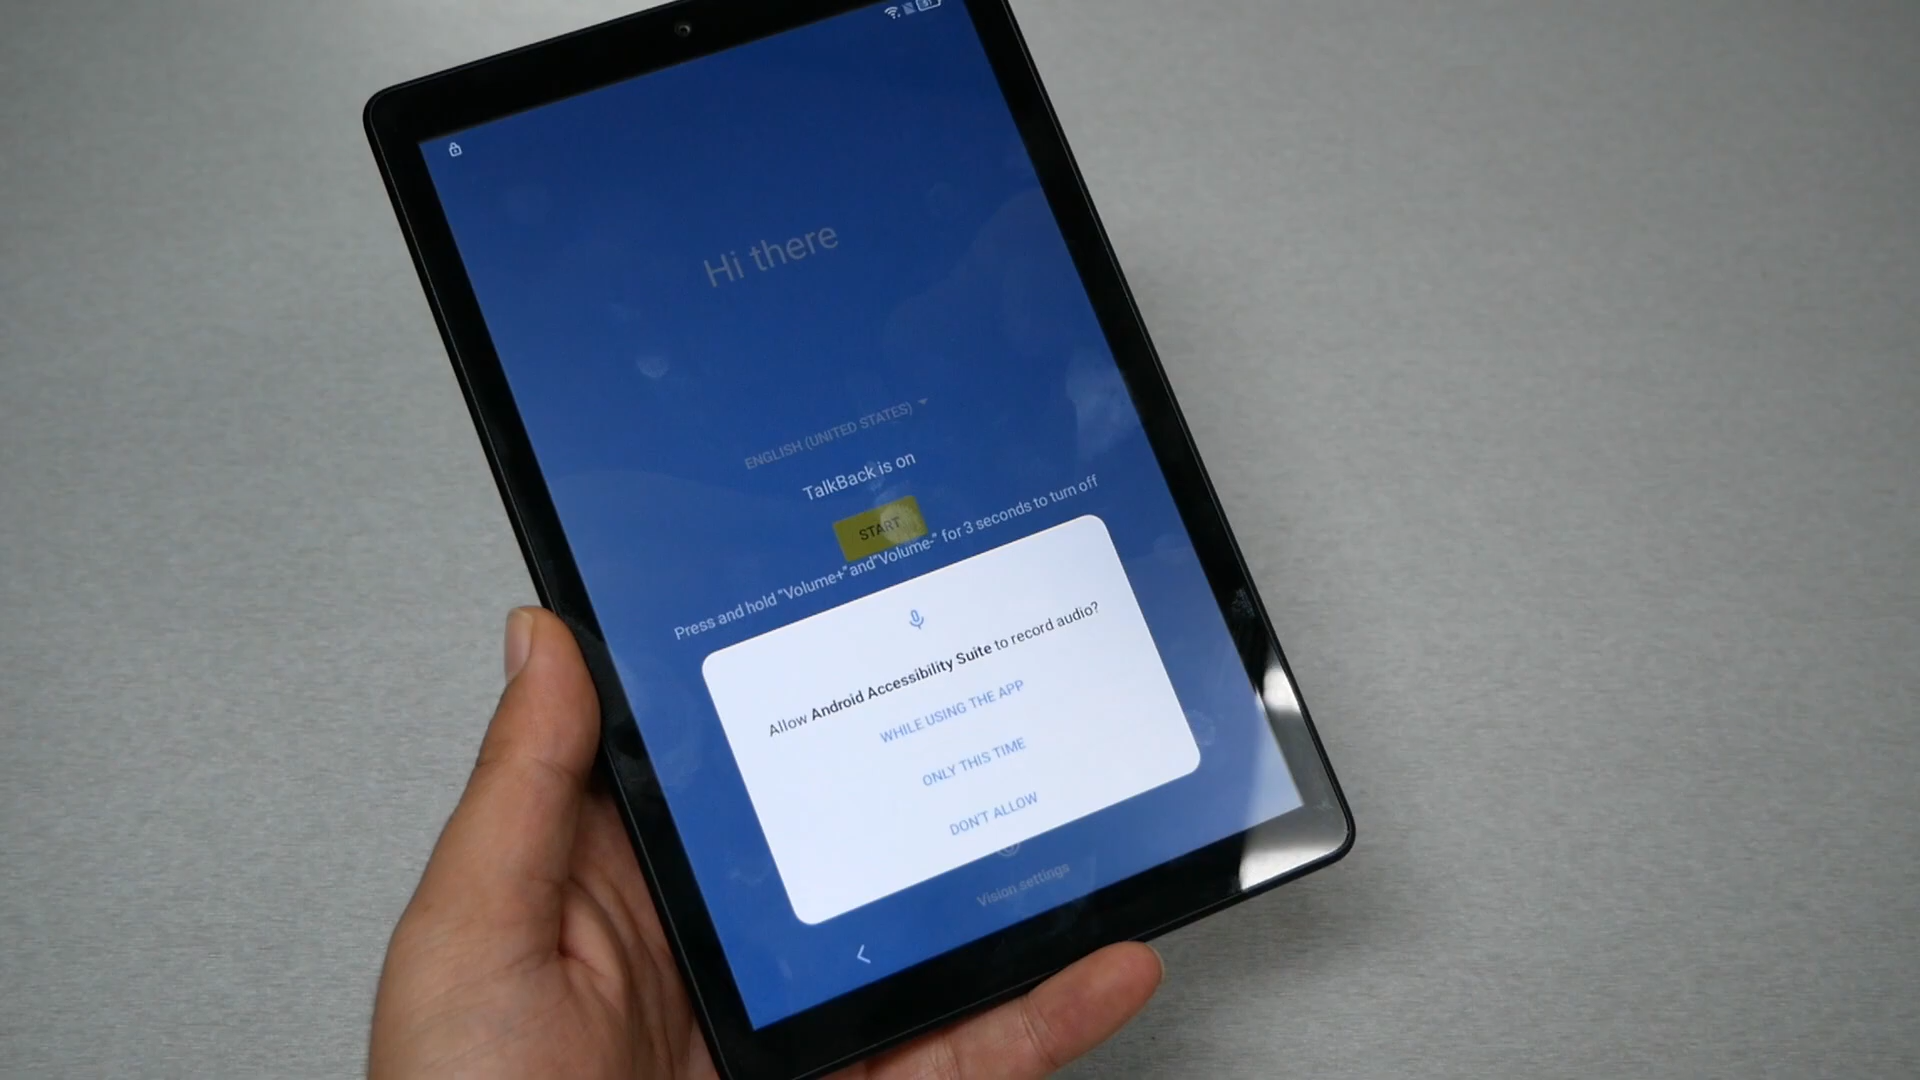 Hi there
ENGLISH (UNITED STATES)
TalkBack is on
START
Press and hold "Volume+"and"Volume-" for 3 seconds to turn off
Allow Android Accessibility Suite to record audio?
WHILE USING THE APP
ONLY THIS TIME
DON'T ALLOW
Vision settings